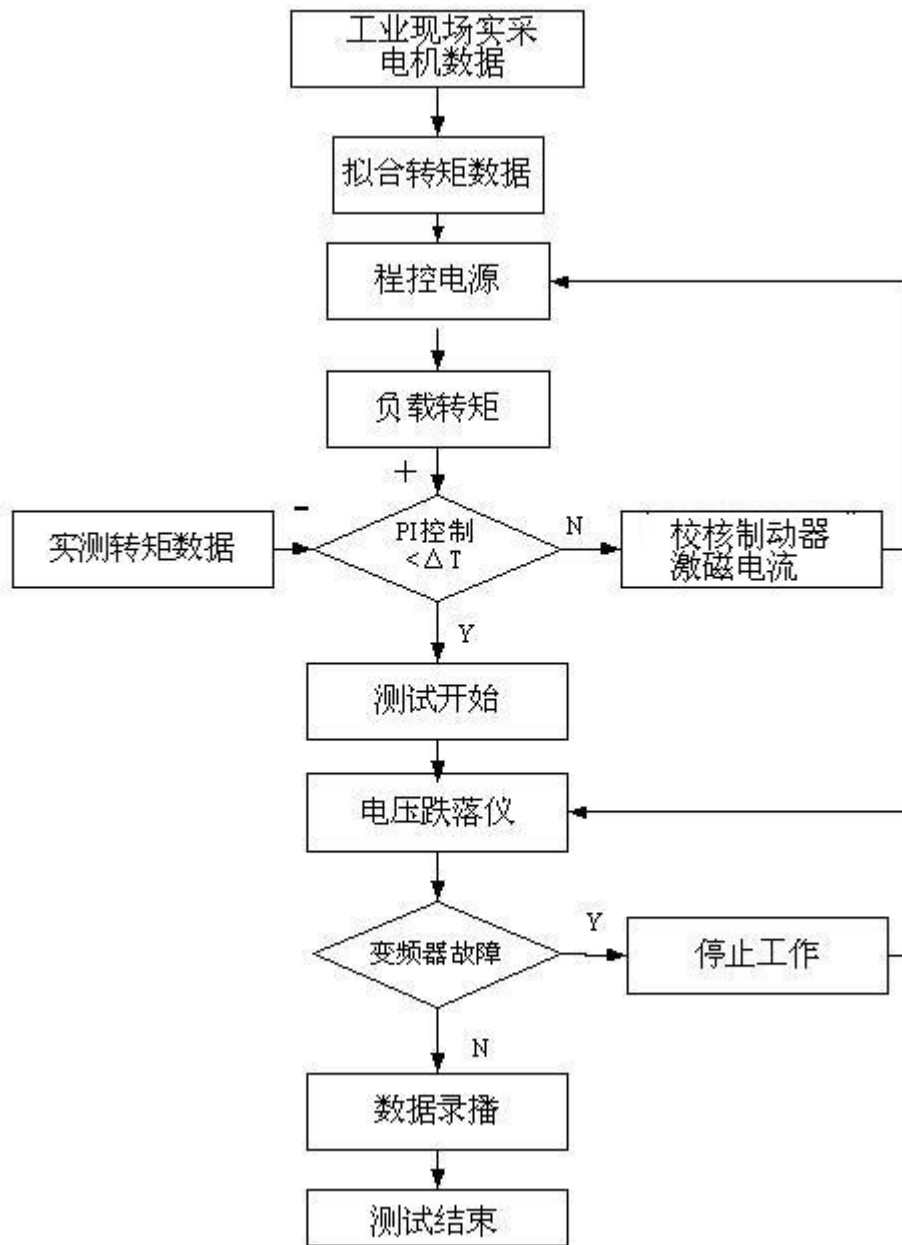 工业现场实采
电机数据
拟合转矩数据
程控电源
负载转矩
+
-
实测转矩数据
PI控制
<△T
N
校核制动器
激磁电流
Y
测试开始
电压跌落仪
变频器故障
Y
停止工作
N
数据录播
测试结束